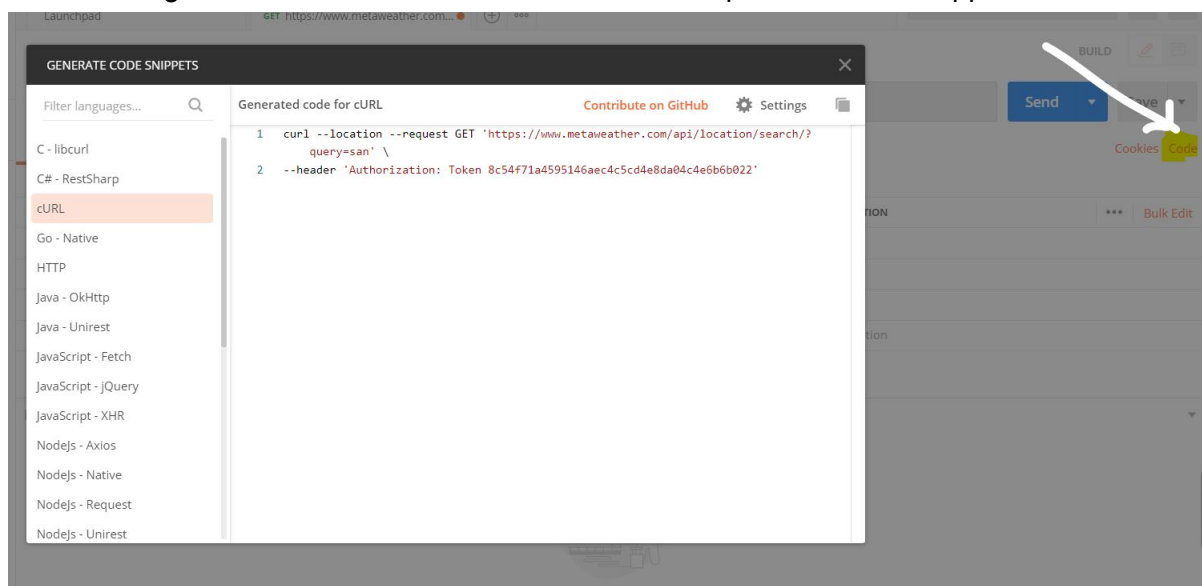 Launchpad GET https://www.metaweather.com... + ooo
BUILD
GENERATE CODE SNIPPETS
Filter languages... Generated code for cURL Contribute on GitHub Settings
Send Save
1 curl --location --request GET 'https://www.metaweather.com/api/location/search/?
query=san' \
2 --header 'Authorization: Token 8c54f71a4595146aec4c5cd4e8da04c4e6b6b022'
Cookies Code
C - libcurl
C# - RestSharp
cURL
Bulk Edit
Go - Native
HTTP
Java - OkHttp
Java - Unirest
JavaScript - Fetch
JavaScript - jQuery
JavaScript - XHR
NodeJs - Axios
NodeJs - Native
NodeJs - Request
NodeJs - Unirest